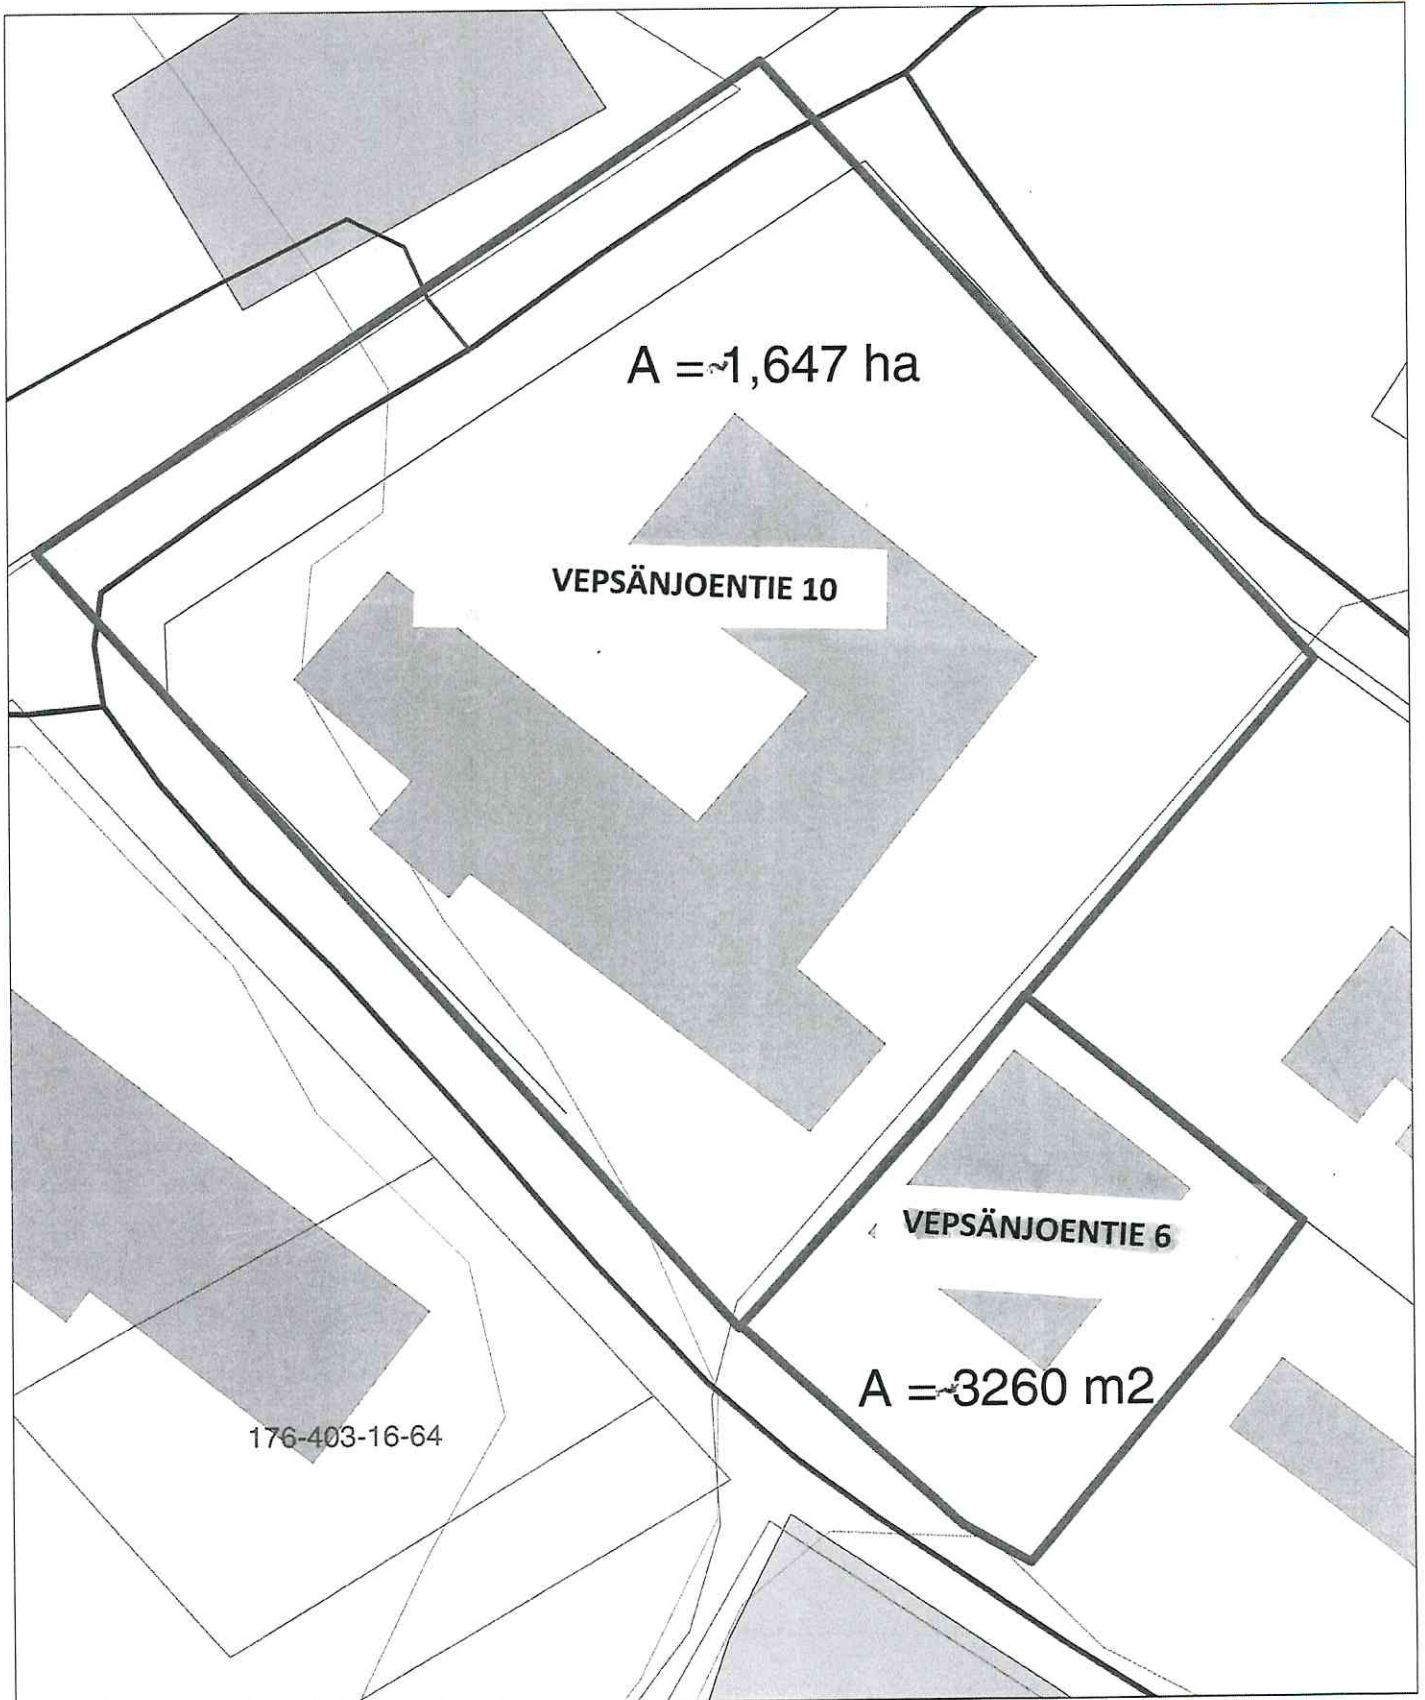 A = ~1,647 ha
VEPSÄNJOENTIE 10
VEPSÄNJOENTIE 6
A = ~3260 m2
176-403-16-64